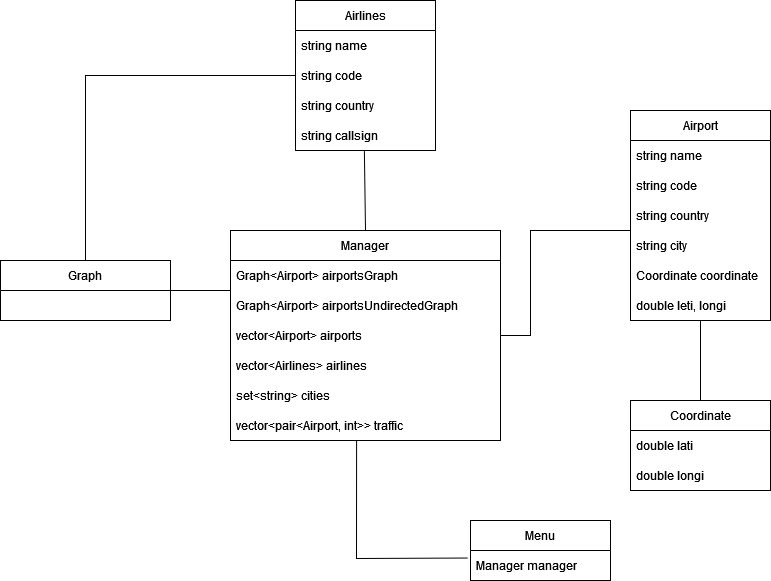 Airlines
string name
string code
string country
string callsign
Airport
string name
string code
string country
string city
Coordinate coordinate
double leti, longi
Graph
Manager
Graph<Airport> airportsGraph
Graph<Airport> airportsUndirectedGraph
vector<Airport> airports
vector<Airlines> airlines
set<string> cities
vector<pair<Airport, int>> traffic
Coordinate
double lati
double longi
Menu
Manager manager